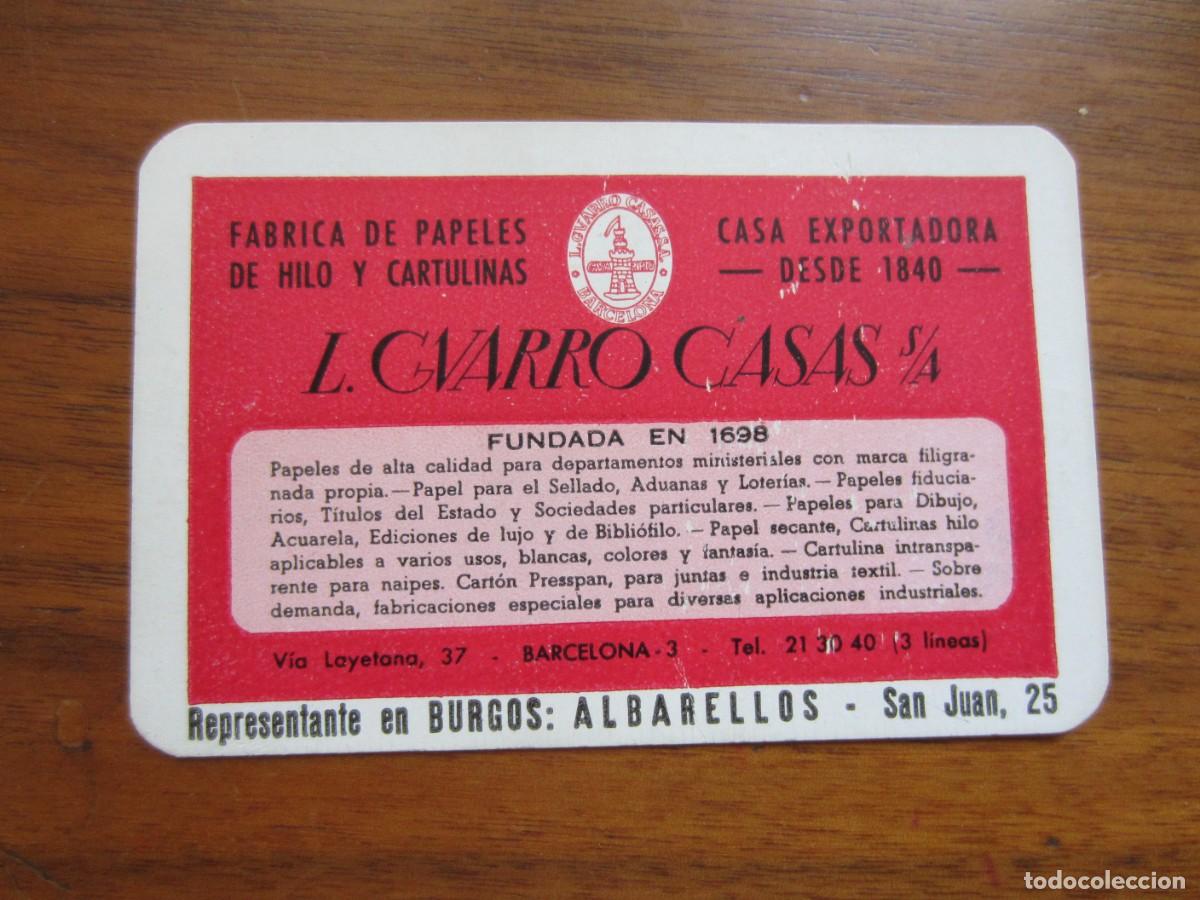 FABRICA DE PAPELES
DE HILO Y CARTULINAS
L. GVARRO CASAS S.A.
BARCELONA
CASA EXPORTADORA
— DESDE 1840 —
L. GVARRO CASAS S/A
FUNDADA EN 1698
Papeles de alta calidad para departamentos ministeriales con marca filigra-
nada propia. — Papel para el Sellado, Aduanas y Loterías. — Papeles fiducia-
rios, Títulos del Estado y Sociedades particulares. — Papeles para Dibujo,
Acuarela, Ediciones de lujo y de Bibliófilo. — Papel secante, Cartulinas hilo
aplicables a varios usos, blancas, colores y fantasía. — Cartulina intranspa-
rente para naipes. Cartón Presspan, para juntas e industria textil. — Sobre
demanda, fabricaciones especiales para diversas aplicaciones industriales.
Vía Layetana, 37 - BARCELONA-3 - Tel. 21 30 40 (3 líneas)
Representante en BURGOS: ALBARELLOS - San Juan, 25
todocoleccion